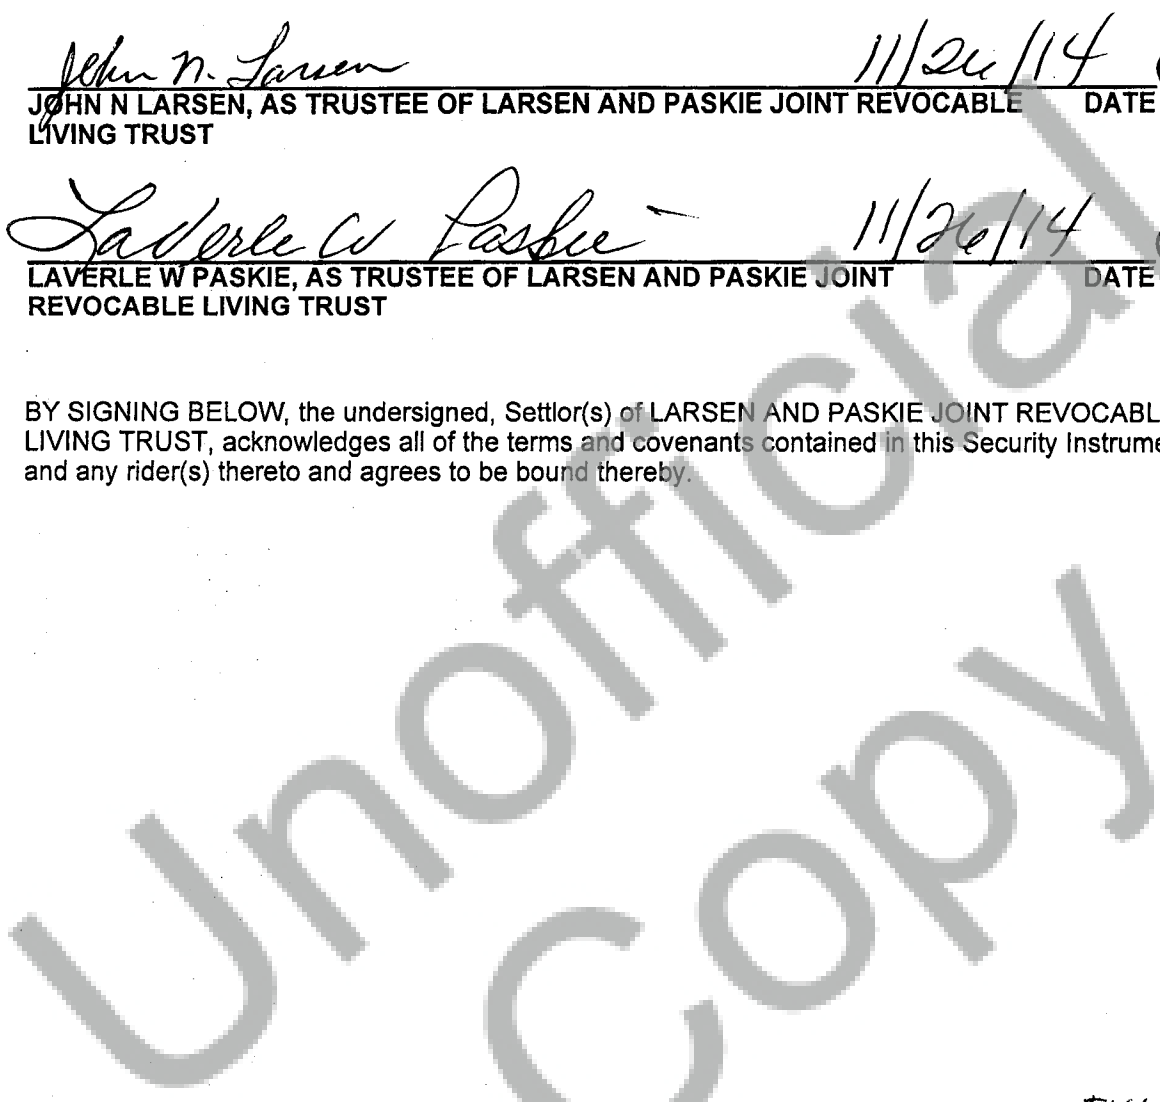 John N. Larsen 11/26/14
JOHN N LARSEN, AS TRUSTEE OF LARSEN AND PASKIE JOINT REVOCABLE DATE
LIVING TRUST
LaVerle W Paskie 11/26/14
LAVERLE W PASKIE, AS TRUSTEE OF LARSEN AND PASKIE JOINT DATE
REVOCABLE LIVING TRUST
BY SIGNING BELOW, the undersigned, Settlor(s) of LARSEN AND PASKIE JOINT REVOCABL
LIVING TRUST, acknowledges all of the terms and covenants contained in this Security Instrume
and any rider(s) thereto and agrees to be bound thereby.
Unofficial
Copy